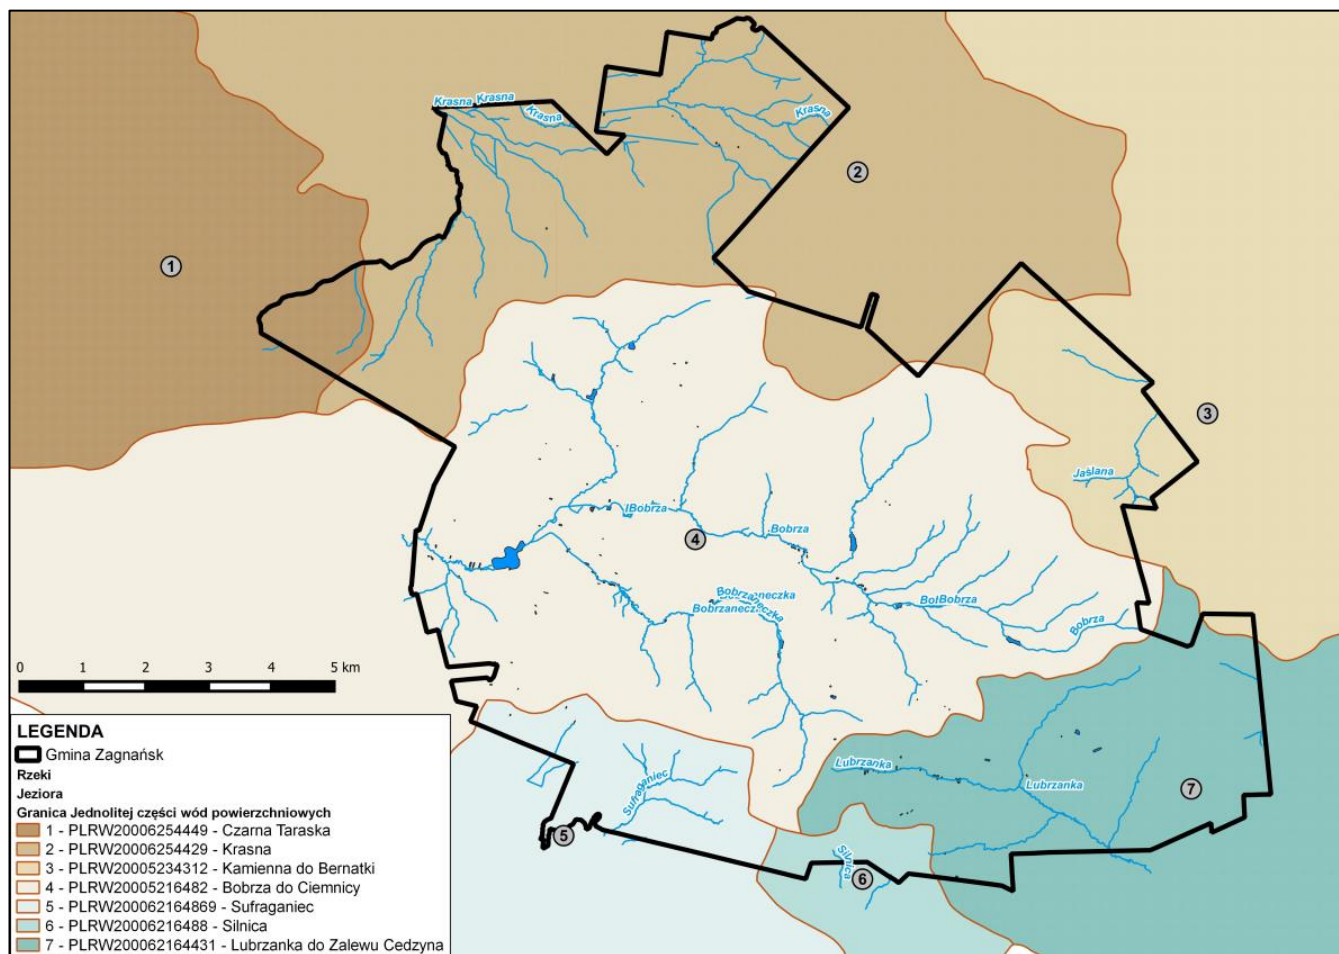 Krasna Krasna
Krasna
Krasna
2
1
3
Jaślana
lBobrza
4
Bobrza
BoBobrza
Bobrzaneczka
Bobrzaneczka
Bobrzaneczka
Bobrza
0 1 2 3 4 5 km
Lubrzanka
Lubrzanka
Sufraganiec
7
5
Silnica
6
LEGENDA
Gmina Zagnańsk
Rzeki
Jeziora
Granica Jednolitej części wód powierzchniowych
1 - PLRW20006254449 - Czarna Taraska
2 - PLRW20006254429 - Krasna
3 - PLRW20005234312 - Kamienna do Bernatki
4 - PLRW20005216482 - Bobrza do Ciemnicy
5 - PLRW200062164869 - Sufraganiec
6 - PLRW20006216488 - Silnica
7 - PLRW200062164431 - Lubrzanka do Zalewu Cedzyna